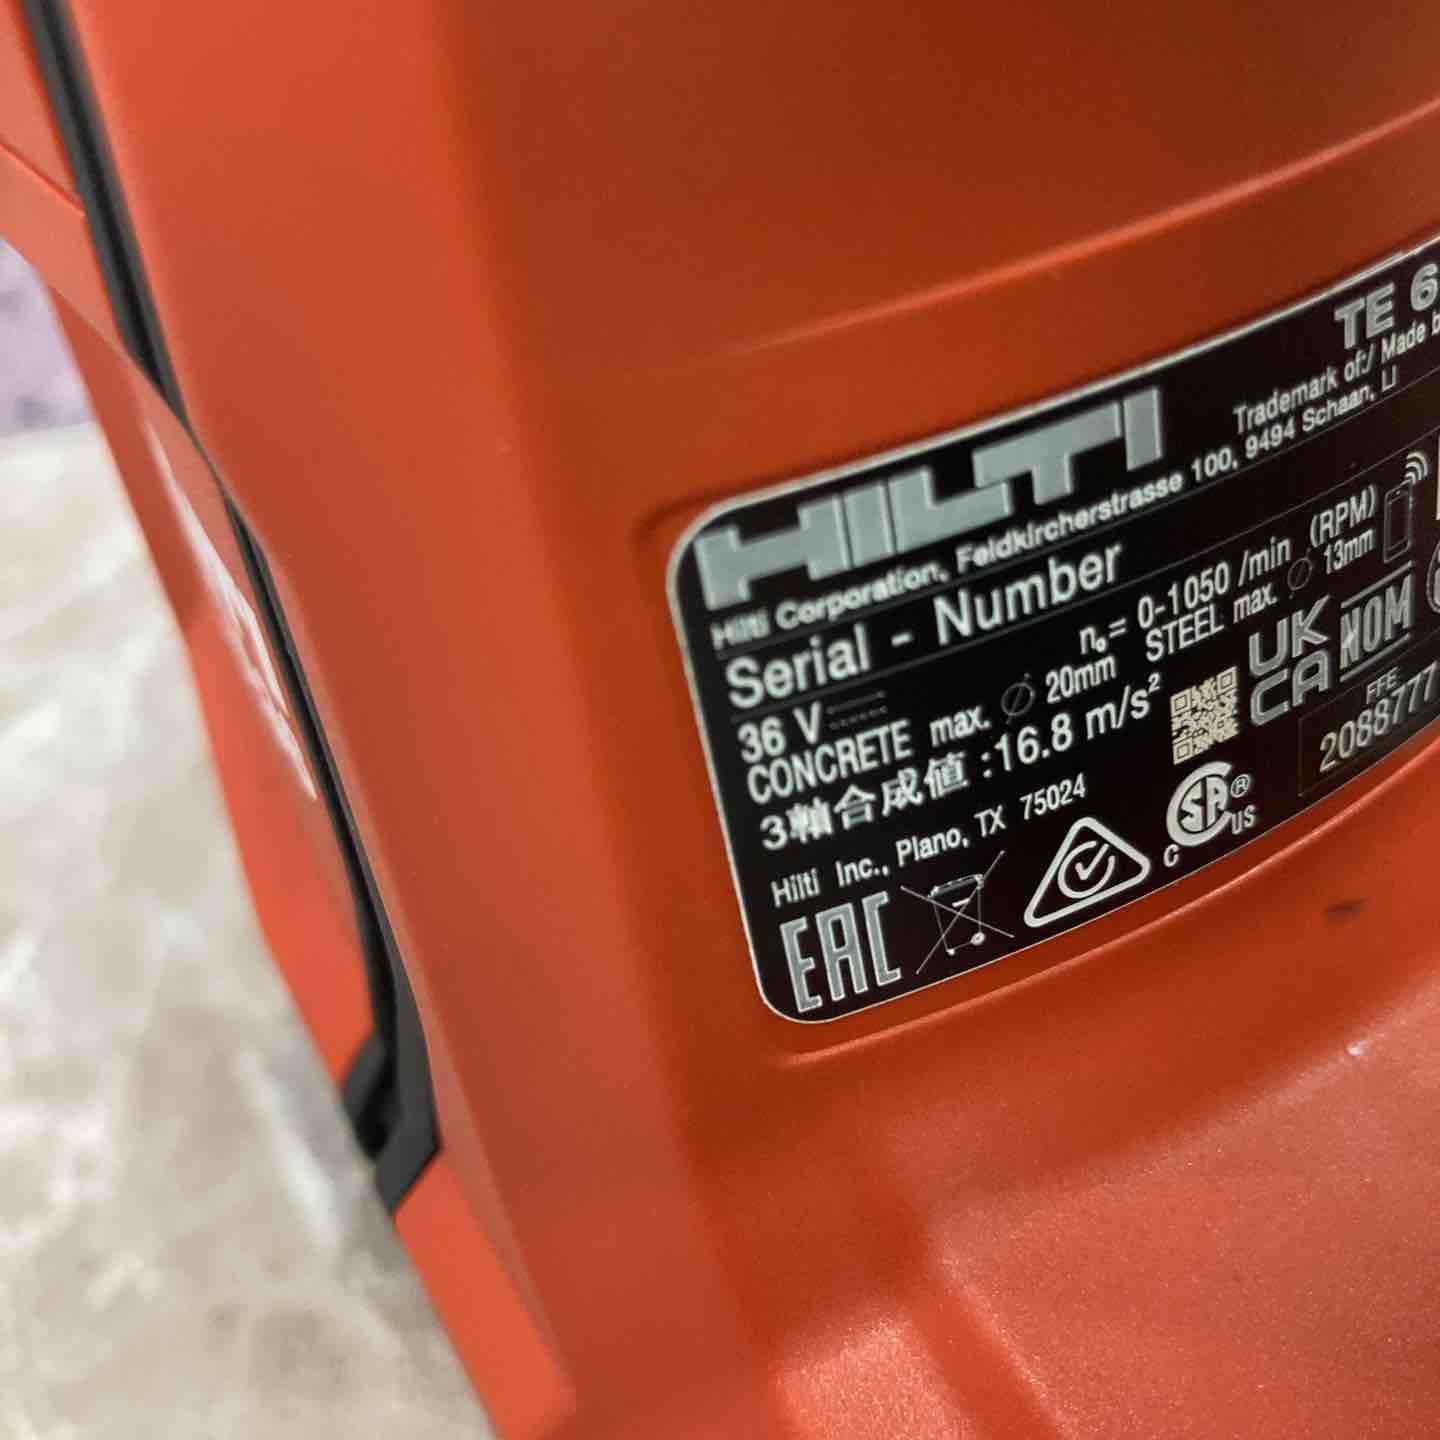 HILTI
TE 6
Hilti Corporation, Feldkircherstrasse 100, 9494 Schaan, LI
Trademark of:/ Made b
Serial - Number
36 V
n₀= 0-1050 /min (RPM)
CONCRETE max. ∅ 20mm STEEL max. ∅ 13mm
3軸合成値:16.8 m/s²
UK
CA
NOM
Hilti Inc., Plano, TX 75024
FFE
2088777
EAC
CSA®
C US